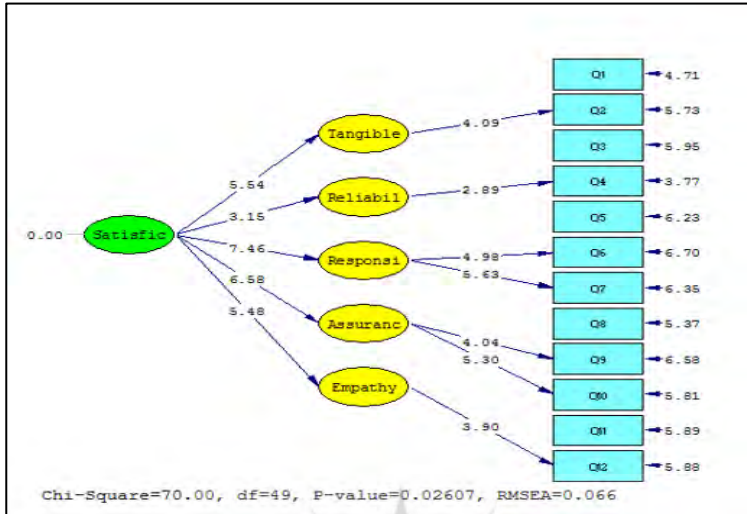 Q1
4.71
Q2
5.73
Tangible
4.09
Q3
5.95
5.54
Reliabil
2.89
Q4
3.77
3.15
Q5
6.23
0.00
Satisfic
7.46
Responsi
4.98
Q6
6.70
5.63
Q7
6.35
6.58
Assuranc
Q8
5.37
5.48
4.04
Q9
6.58
5.30
Empathy
Q10
5.81
3.90
Q11
5.89
Q12
5.88
Chi-Square=70.00, df=49, P-value=0.02607, RMSEA=0.066